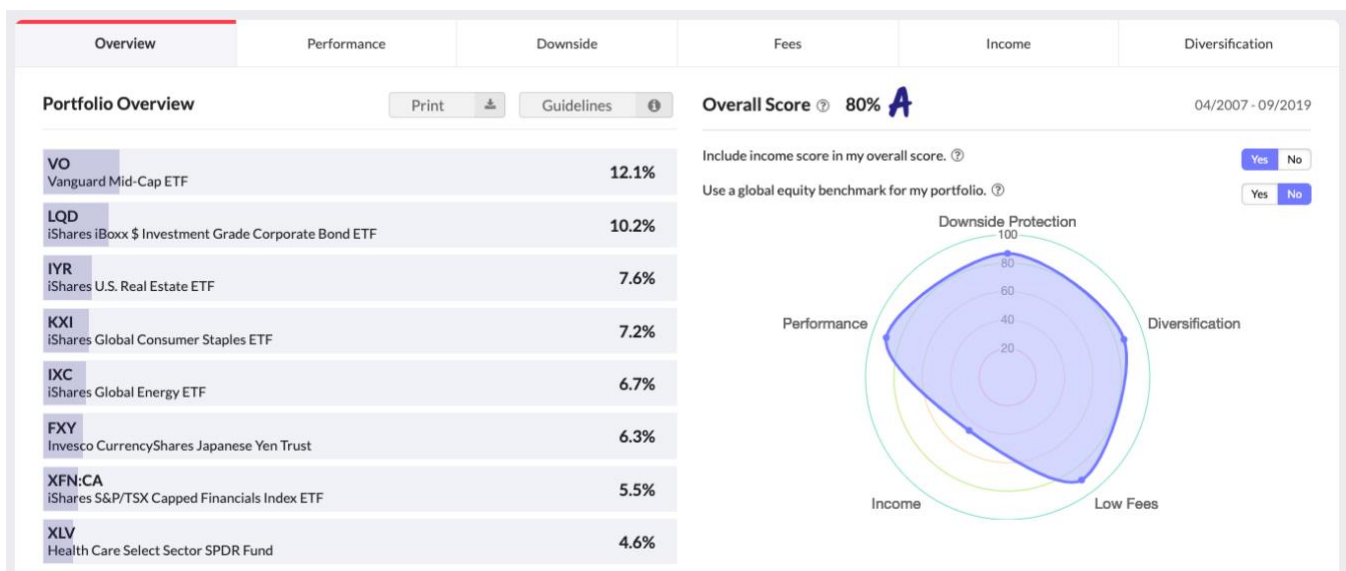 Overview Performance Downside Fees Income Diversification
Portfolio Overview
Print
Guidelines
VO 12.1%
Vanguard Mid-Cap ETF
LQD 10.2%
iShares iBoxx $ Investment Grade Corporate Bond ETF
IYR 7.6%
iShares U.S. Real Estate ETF
KXI 7.2%
iShares Global Consumer Staples ETF
IXC 6.7%
iShares Global Energy ETF
FXY 6.3%
Invesco CurrencyShares Japanese Yen Trust
XFN:CA 5.5%
iShares S&P/TSX Capped Financials Index ETF
XLV 4.6%
Health Care Select Sector SPDR Fund
Overall Score ? 80% A 04/2007 - 09/2019
Include income score in my overall score. ? Yes No
Use a global equity benchmark for my portfolio. ? Yes No
Downside Protection
100
80
60
40
20
Performance
Diversification
Income
Low Fees